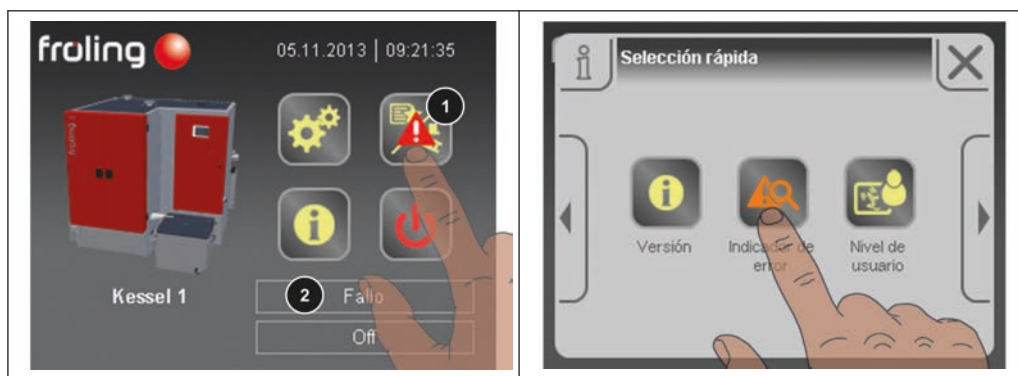 froling
05.11.2013 | 09:21:35
1
Kessel 1
2
Fallo
Off
Selección rápida
Versión
Indicador de
error
Nivel de
usuario